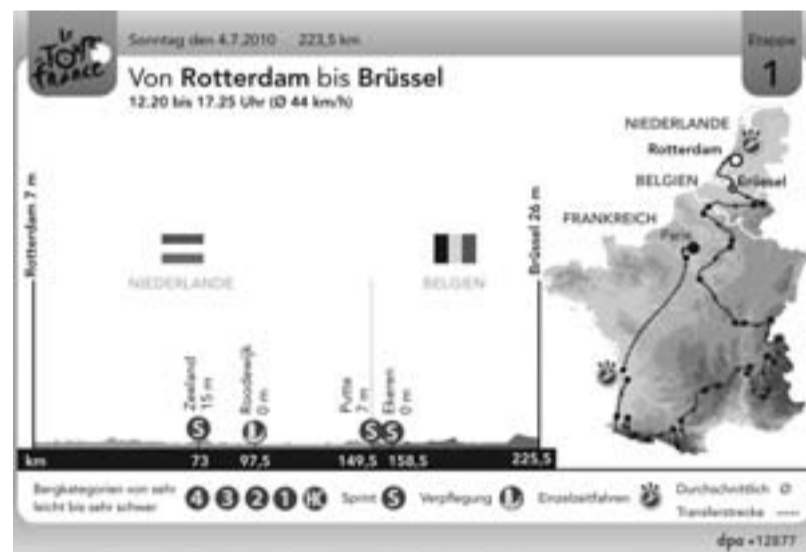 le TOUR de france
Sonntag den 4.7.2010 223,5 km
Etappe
1
Von Rotterdam bis Brüssel
12.20 bis 17.25 Uhr (Ø 44 km/h)
NIEDERLANDE
Rotterdam
BELGIEN
Brüssel
FRANKREICH
Paris
Rotterdam 7 m
Brüssel 26 m
NIEDERLANDE
BELGIEN
Zeeland
15 m
0 m
Putte
7 m
Ekeren
0 m
S L S S
km 73 97,5 149,5 158,5 225,5
Bergkategorien von sehr
leicht bis sehr schwer
4 3 2 1 HC Sprint S Verpflegung L Einzelzeitfahren
Durchschnittlich Ø
Transferstrecke ----
dpa •12877